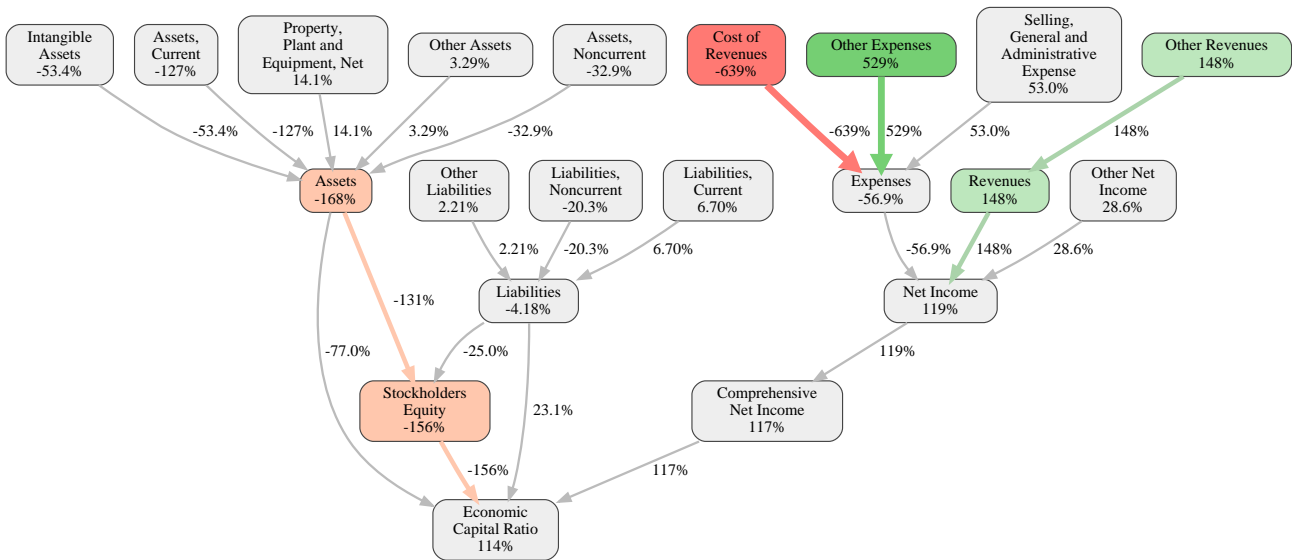 Intangible
Assets
-53.4%
Assets,
Current
-127%
Property,
Plant and
Equipment, Net
14.1%
Other Assets
3.29%
Assets,
Noncurrent
-32.9%
Cost of
Revenues
-639%
Other Expenses
529%
Selling,
General and
Administrative
Expense
53.0%
Other Revenues
148%
-53.4%
-127%
14.1%
3.29%
-32.9%
-639%
529%
53.0%
148%
Assets
-168%
Other
Liabilities
2.21%
Liabilities,
Noncurrent
-20.3%
Liabilities,
Current
6.70%
Expenses
-56.9%
Revenues
148%
Other Net
Income
28.6%
2.21%
-20.3%
6.70%
-56.9%
148%
28.6%
-131%
Liabilities
-4.18%
Net Income
119%
-77.0%
-25.0%
119%
Stockholders
Equity
-156%
23.1%
Comprehensive
Net Income
117%
-156%
117%
Economic
Capital Ratio
114%